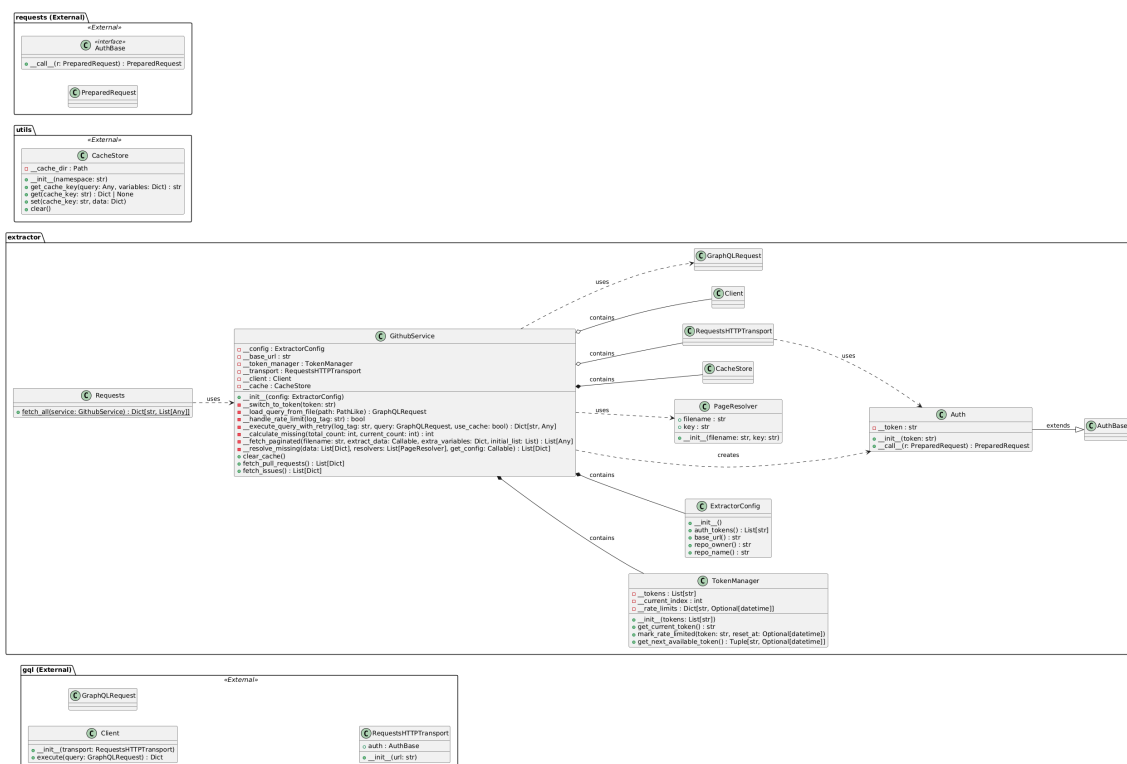 requests (External)
«External»
C
«interface»
AuthBase
__call__(r: PreparedRequest) : PreparedRequest
C PreparedRequest
utils
«External»
C CacheStore
__cache_dir : Path
__init__(namespace: str)
get_cache_key(query: Any, variables: Dict) : str
get(cache_key: str) : Dict | None
set(cache_key: str, data: Dict)
clear()
extractor
C GraphQLRequest
uses
C Client
contains
C GithubService
__config : ExtractorConfig
__base_url : str
__token_manager : TokenManager
__transport : RequestsHTTPTransport
__client : Client
__cache : CacheStore
__init__(config: ExtractorConfig)
__switch_to_token(token: str)
__load_query_from_file(path: PathLike) : GraphQLRequest
__handle_rate_limit(log_tag: str) : bool
__execute_query_with_retry(log_tag: str, query: GraphQLRequest, use_cache: bool) : Dict[str, Any]
__calculate_missing(total_count: int, current_count: int) : int
__fetch_paginated(filename: str, extract_data: Callable, extra_variables: Dict, initial_list: List) : List[Any]
__resolve_missing(data: List[Dict], resolvers: List[PageResolver], get_config: Callable) : List[Dict]
clear_cache()
fetch_pull_requests() : List[Dict]
fetch_issues() : List[Dict]
C RequestsHTTPTransport
contains
uses
C CacheStore
contains
C Requests
fetch_all(service: GithubService) : Dict[str, List[Any]]
uses
C PageResolver
filename : str
key : str
__init__(filename: str, key: str)
uses
C Auth
__token : str
__init__(token: str)
__call__(r: PreparedRequest) : PreparedRequest
extends
C AuthBase
creates
contains
C ExtractorConfig
__init__()
auth_tokens() : List[str]
base_url() : str
repo_owner() : str
repo_name() : str
contains
C TokenManager
__tokens : List[str]
__current_index : int
__rate_limits : Dict[str, Optional[datetime]]
__init__(tokens: List[str])
get_current_token() : str
mark_rate_limited(token: str, reset_at: Optional[datetime])
get_next_available_token() : Tuple[str, Optional[datetime]]
gql (External)
«External»
C GraphQLRequest
C Client
__init__(transport: RequestsHTTPTransport)
execute(query: GraphQLRequest) : Dict
C RequestsHTTPTransport
auth : AuthBase
__init__(url: str)